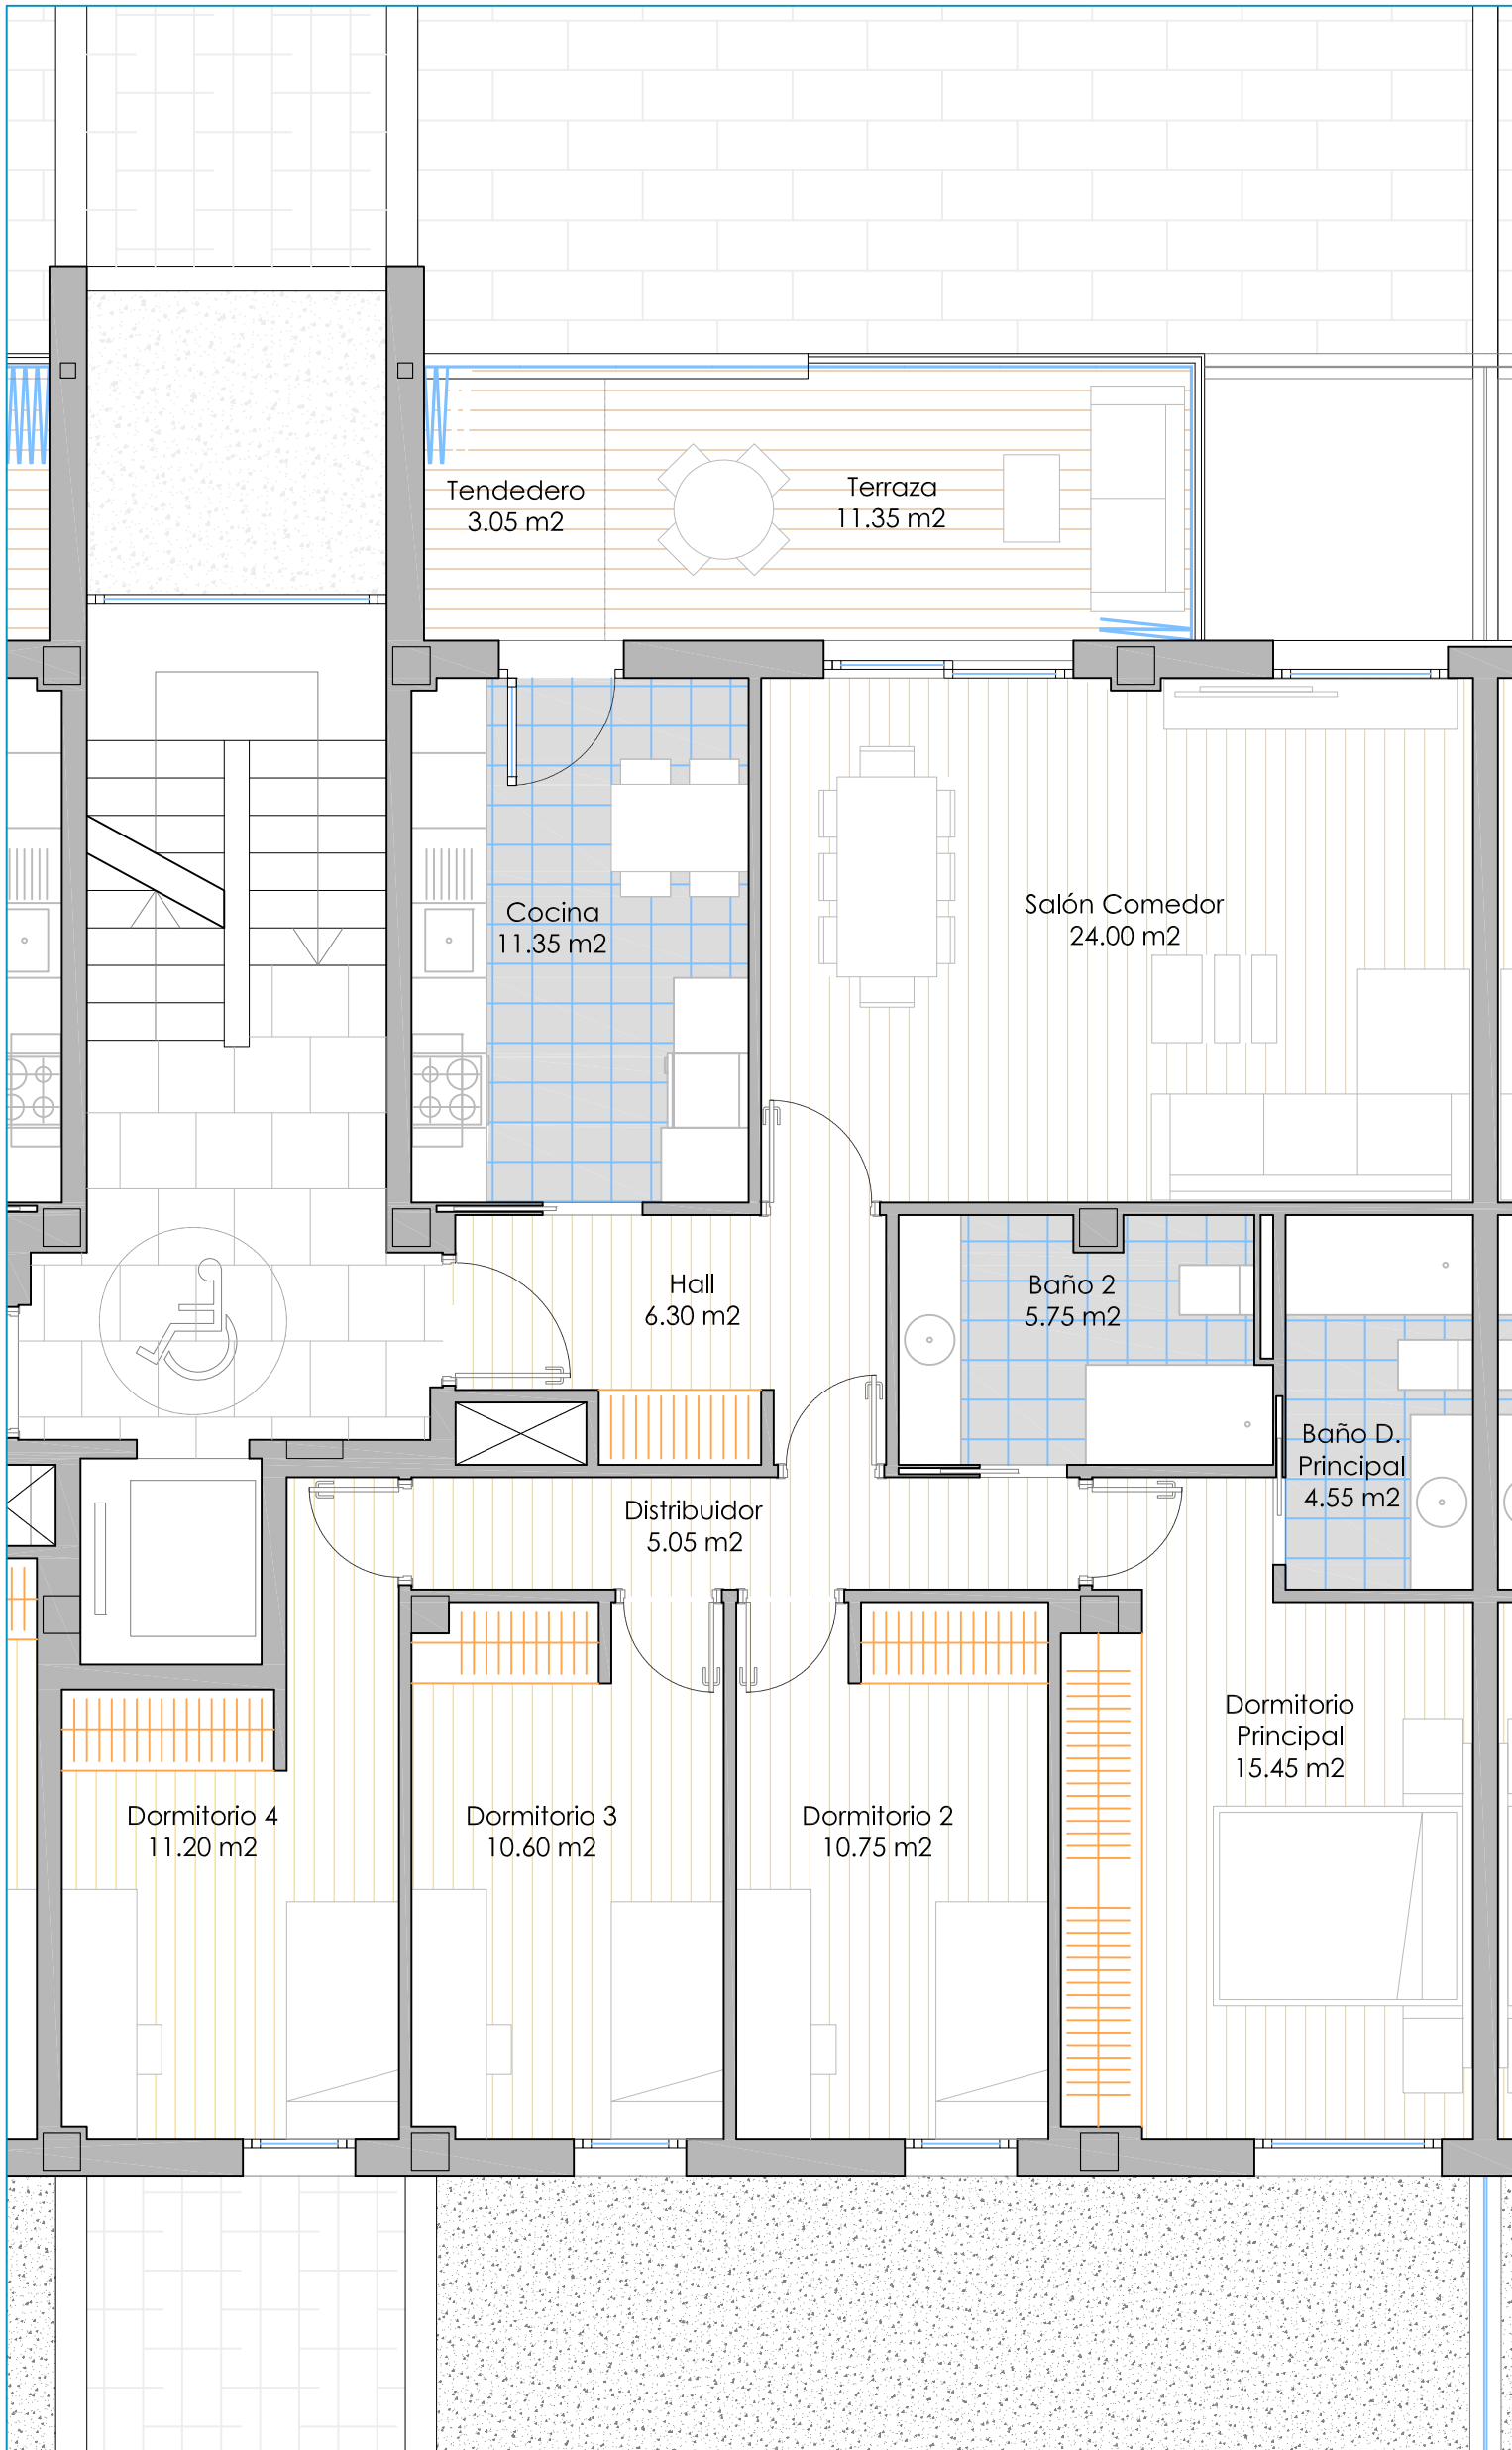 Tendedero
3.05 m2
Terraza
11.35 m2
Cocina
11.35 m2
Salón Comedor
24.00 m2
Hall
6.30 m2
Baño 2
5.75 m2
Baño D.
Principal
4.55 m2
Distribuidor
5.05 m2
Dormitorio
Principal
15.45 m2
Dormitorio 4
11.20 m2
Dormitorio 3
10.60 m2
Dormitorio 2
10.75 m2